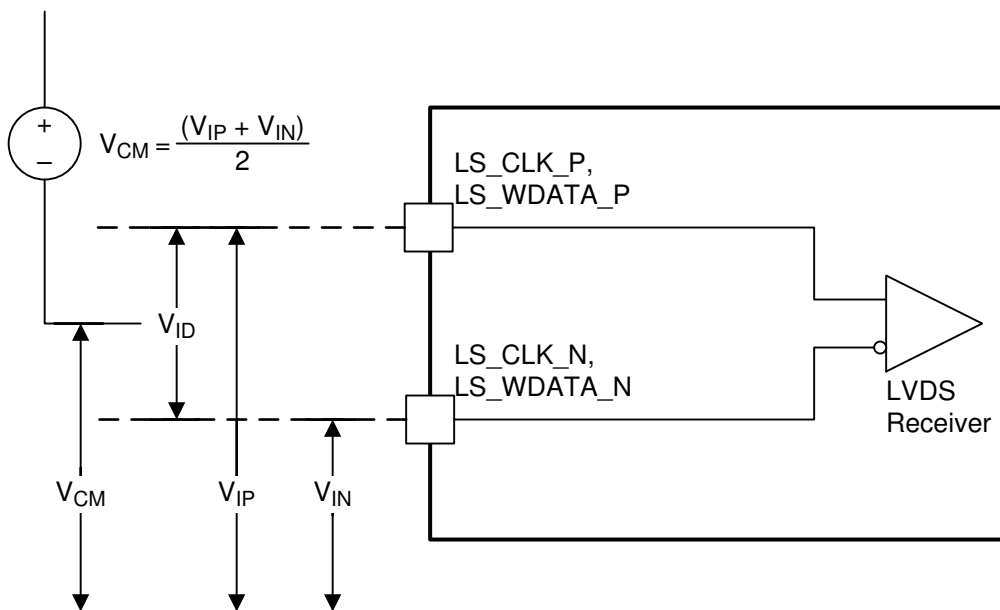 +
−
V_CM = (V_IP + V_IN) / 2
LS_CLK_P,
LS_WDATA_P
V_ID
LS_CLK_N,
LS_WDATA_N
LVDS
Receiver
V_CM
V_IP
V_IN